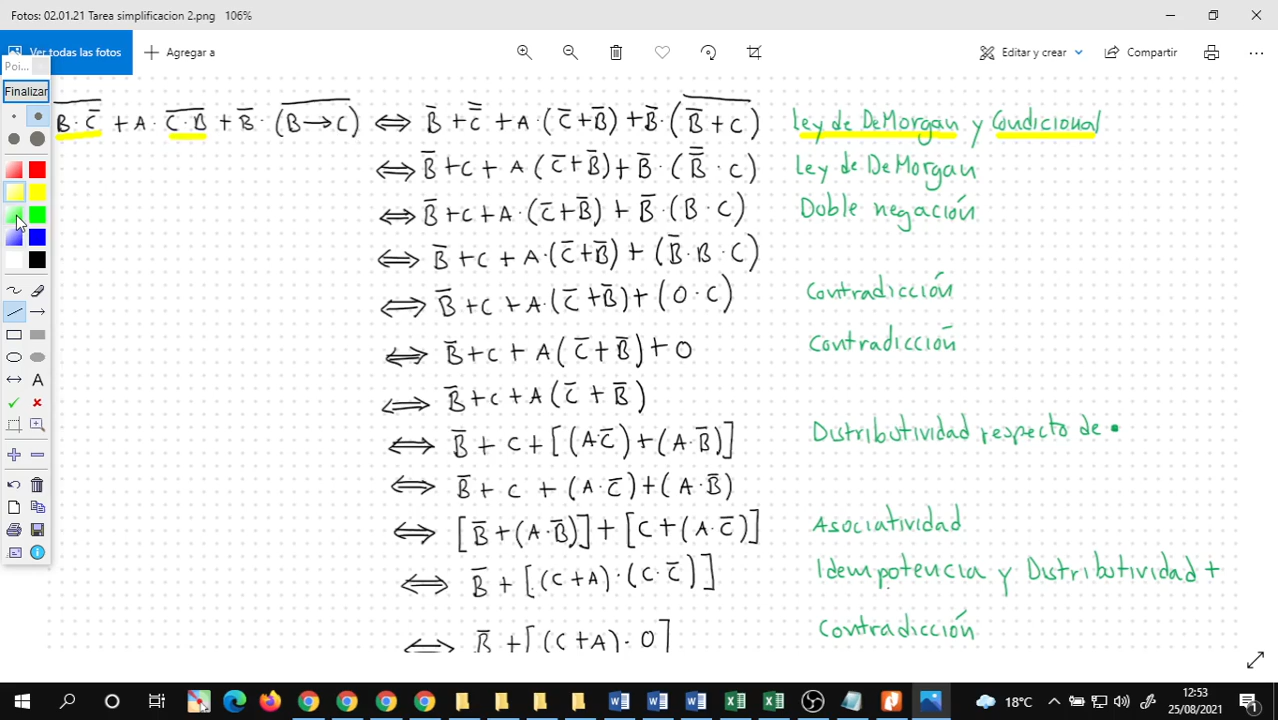 Fotos: 02.01.21 Tarea simplificacion 2.png   106%
Ver todas las fotos   Agregar a   Editar y crear   Compartir
Poi...
Finalizar
A
B̅·̅C̅̅ + A · C̅·̅B̅ + B̅ · (B̅→̅C̅) ⟺ B̅ + C̿ + A·(C̅+B̅) + B̅·(B̅̅+̅C̅)   Ley de DeMorgan y Condicional
⟺ B̅+C + A(C̅+B̅) + B̅·(B̿·C)   Ley de DeMorgan
⟺ B̅+C+A·(C̅+B̅) + B̅·(B·C)   Doble negación
⟺ B̅+C + A·(C̅+B̅) + (B̅·B·C)
⟺ B̅+C + A·(C̅+B̅)+(0·C)   Contradicción
⟺ B̅+C + A(C̅+B̅)+0   Contradicción
⟺ B̅+C+A(C̅ + B̅)
⟺ B̅ + C+[(A·C̅)+(A·B̅)]   Distributividad respecto de •
⟺ B̅ + C + (A·C̅)+(A·B̅)
⟺ [B̅+(A·B̅)]+[C+(A·C̅)]   Asociatividad
⟺ B̅ + [(C+A)·(C·C̅)]   Idempotencia y Distributividad +
⟺ B̅ +[(C+A)·0]   Contradicción
18°C
12:53
25/08/2021
1